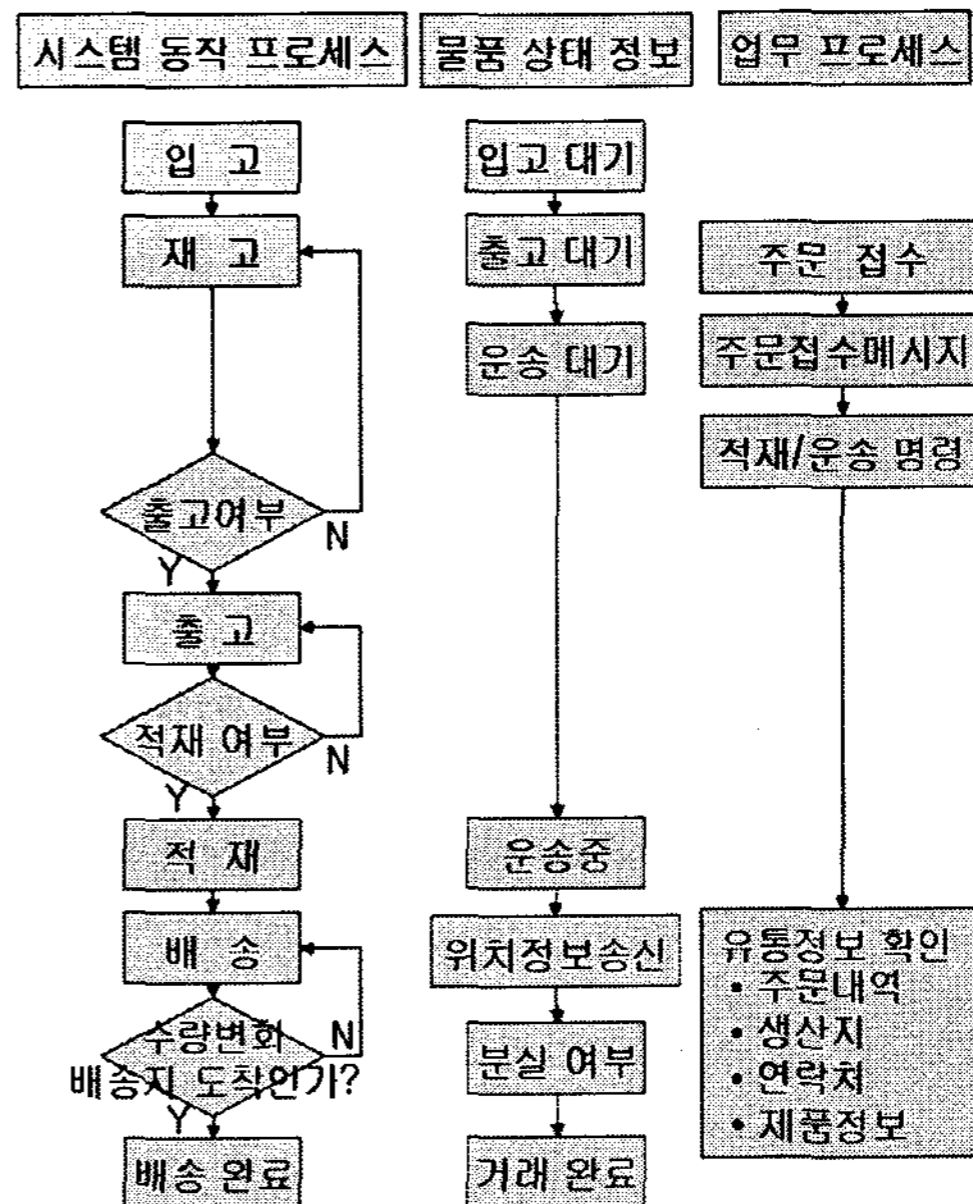 시스템 동작 프로세스
물품 상태 정보
업무 프로세스
입 고
재 고
출고여부
N
Y
출 고
적재 여부
N
Y
적 재
배 송
수량변화
배송지 도착인가?
N
Y
배송 완료
입고 대기
출고 대기
운송 대기
운송중
위치정보송신
분실 여부
거래 완료
주문 접수
주문접수메시지
적재/운송 명령
유통정보 확인
• 주문내역
• 생산지
• 연락처
• 제품정보